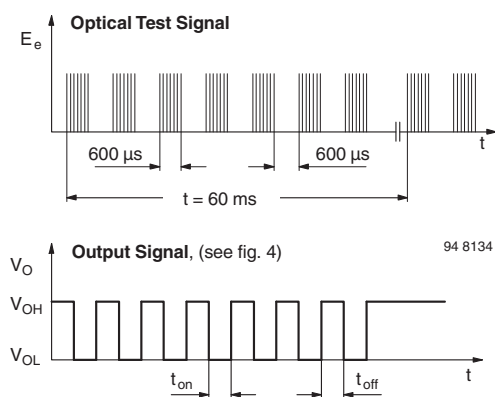 Optical Test Signal
E e
t
600 µs
600 µs
t = 60 ms
Output Signal, (see fig. 4)
94 8134
V O
V OH
V OL
t
t on
t off